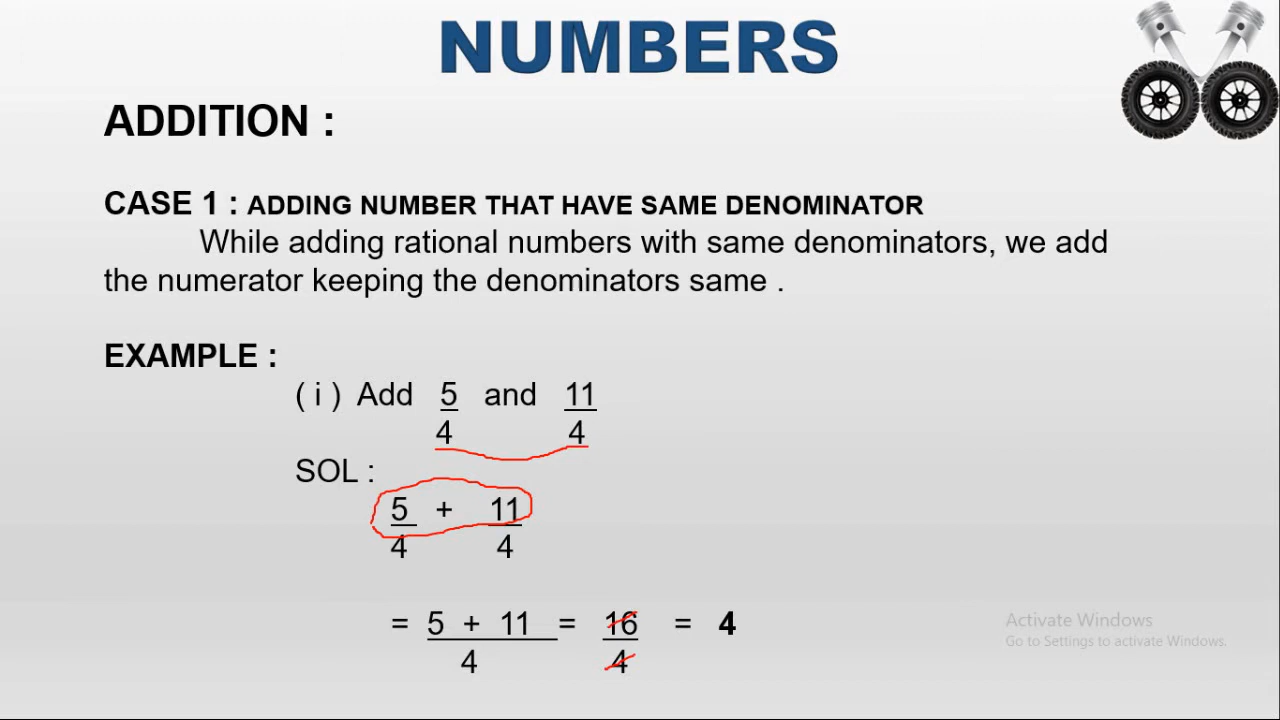 NUMBERS
ADDITION :
CASE 1 : ADDING NUMBER THAT HAVE SAME DENOMINATOR
While adding rational numbers with same denominators, we add
the numerator keeping the denominators same .
EXAMPLE :
( i ) Add 5 and 11
4 4
SOL :
5 + 11
4 4
= 5 + 11 = 16 = 4
4 4
Activate Windows
Go to Settings to activate Windows.